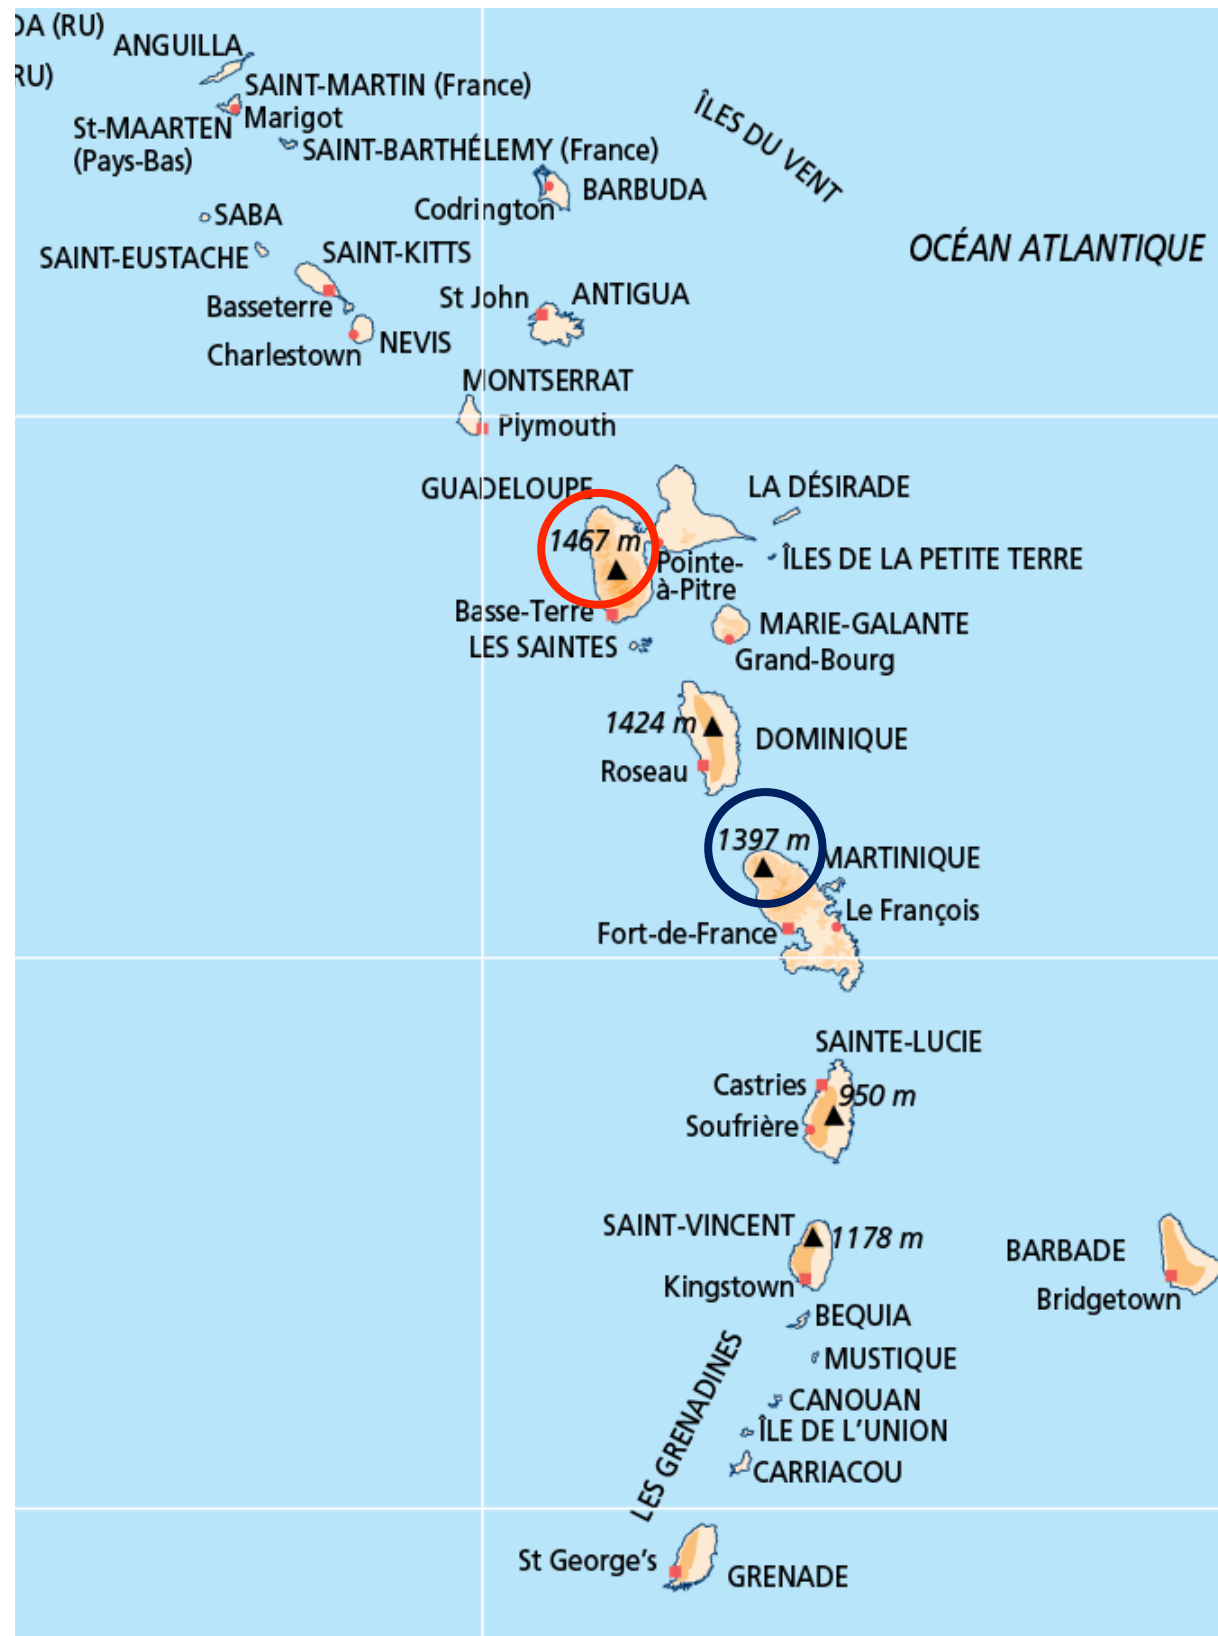 DA (RU)
ANGUILLA
RU)
SAINT-MARTIN (France)
Marigot
St-MAARTEN
(Pays-Bas)
SAINT-BARTHÉLEMY (France)
ÎLES DU VENT
BARBUDA
Codrington
SABA
SAINT-EUSTACHE
SAINT-KITTS
OCÉAN ATLANTIQUE
Basseterre
St John
ANTIGUA
NEVIS
Charlestown
MONTSERRAT
Plymouth
GUADELOUPE
LA DÉSIRADE
1467 m
Pointe-
à-Pitre
ÎLES DE LA PETITE TERRE
Basse-Terre
MARIE-GALANTE
LES SAINTES
Grand-Bourg
1424 m
DOMINIQUE
Roseau
1397 m
MARTINIQUE
Le François
Fort-de-France
SAINTE-LUCIE
Castries
950 m
Soufrière
SAINT-VINCENT
1178 m
BARBADE
Kingstown
Bridgetown
BEQUIA
MUSTIQUE
CANOUAN
ÎLE DE L'UNION
CARRIACOU
LES GRENADINES
St George's
GRENADE